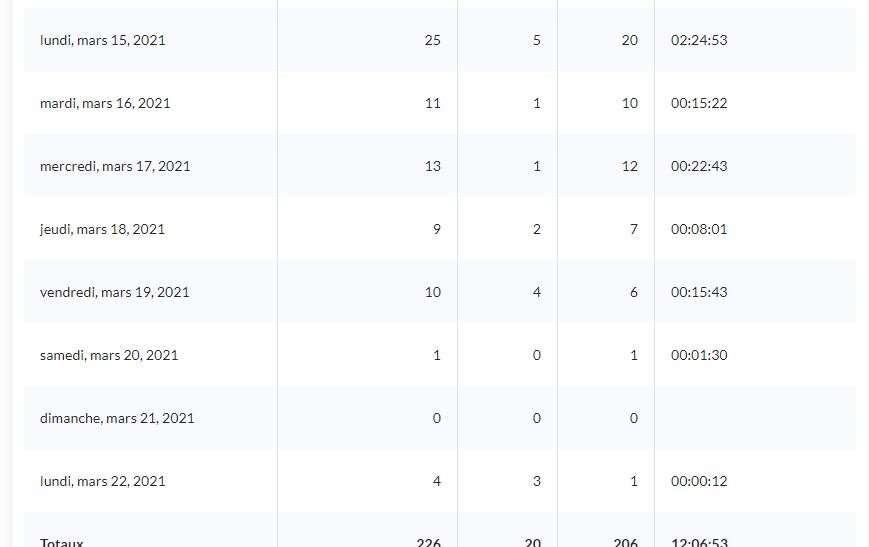 lundi, mars 15, 2021 25 5 20 02:24:53
mardi, mars 16, 2021 11 1 10 00:15:22
mercredi, mars 17, 2021 13 1 12 00:22:43
jeudi, mars 18, 2021 9 2 7 00:08:01
vendredi, mars 19, 2021 10 4 6 00:15:43
samedi, mars 20, 2021 1 0 1 00:01:30
dimanche, mars 21, 2021 0 0 0
lundi, mars 22, 2021 4 3 1 00:00:12
Totaux 226 20 206 12:06:53